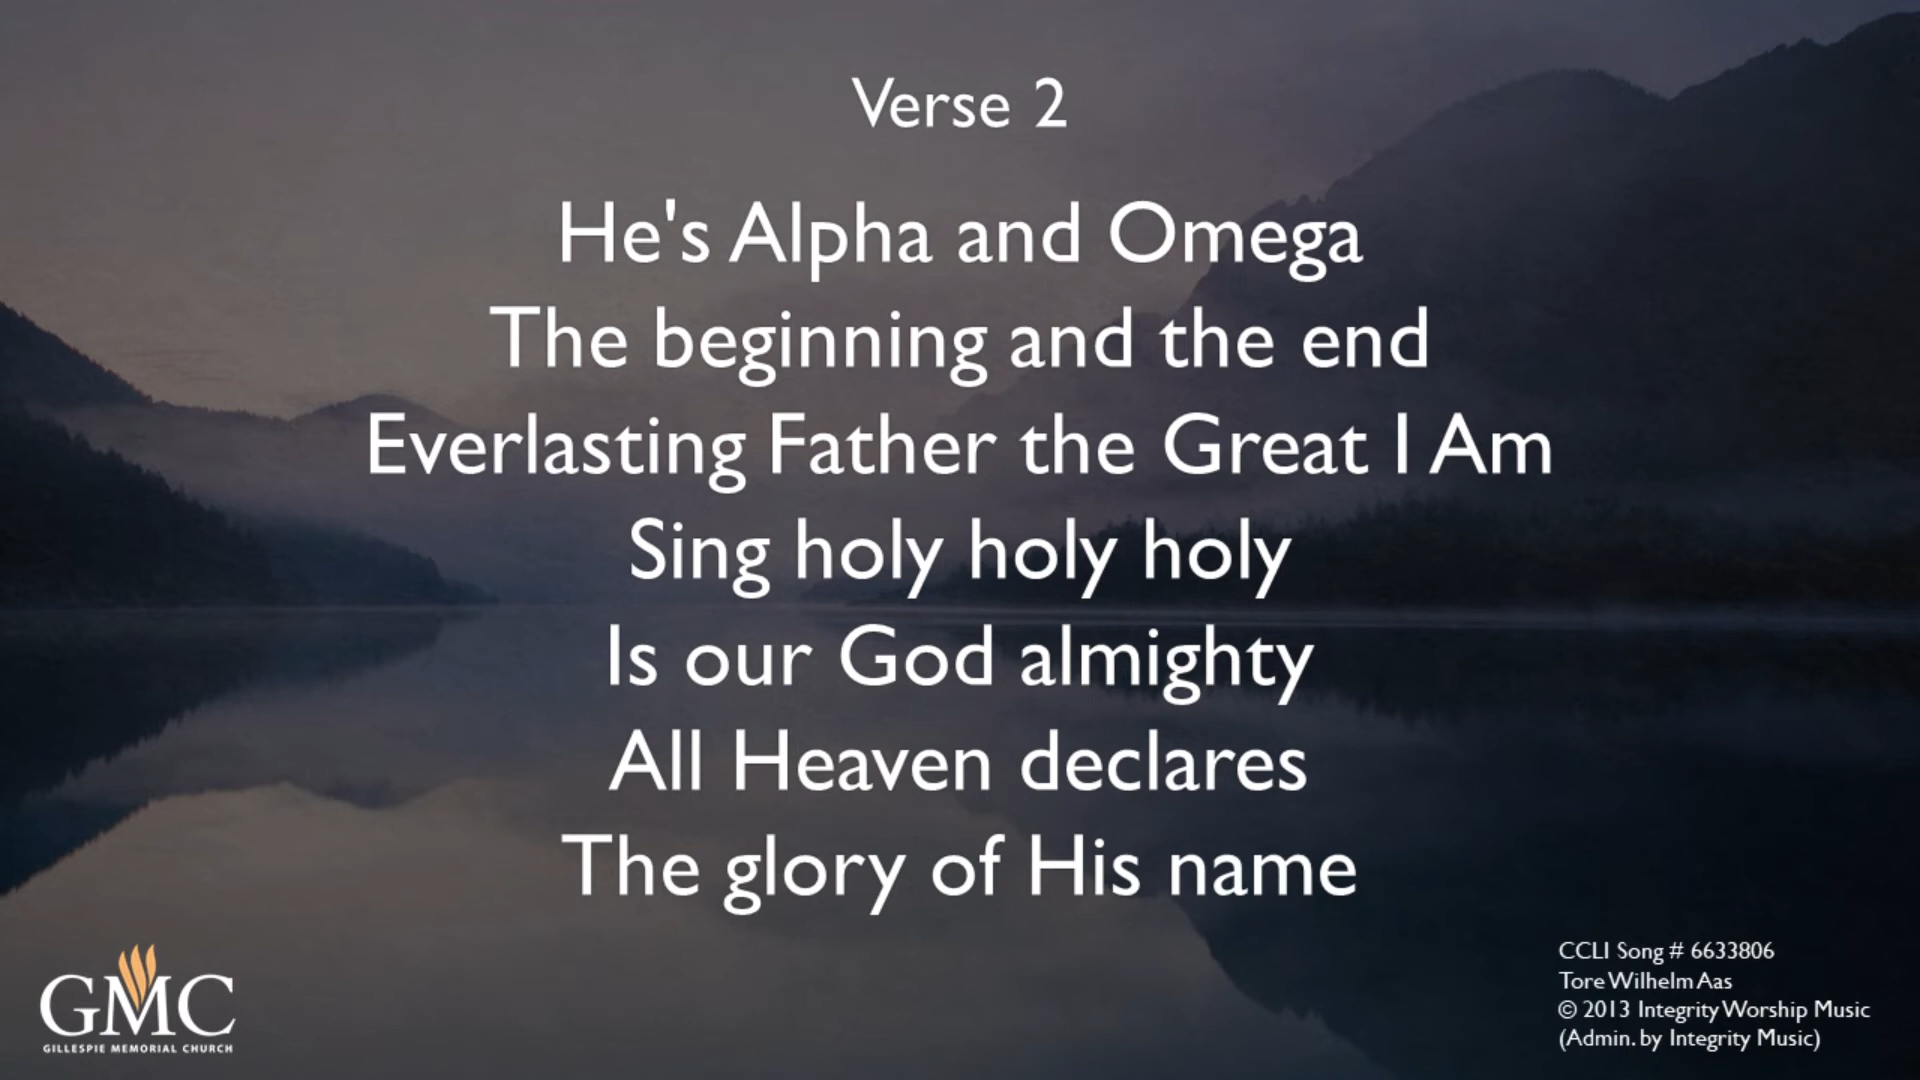 Verse 2
He's Alpha and Omega
The beginning and the end
Everlasting Father the Great I Am
Sing holy holy holy
Is our God almighty
All Heaven declares
The glory of His name
GMC
GILLESPIE MEMORIAL CHURCH
CCLI Song # 6633806
Tore Wilhelm Aas
© 2013 Integrity Worship Music
(Admin. by Integrity Music)